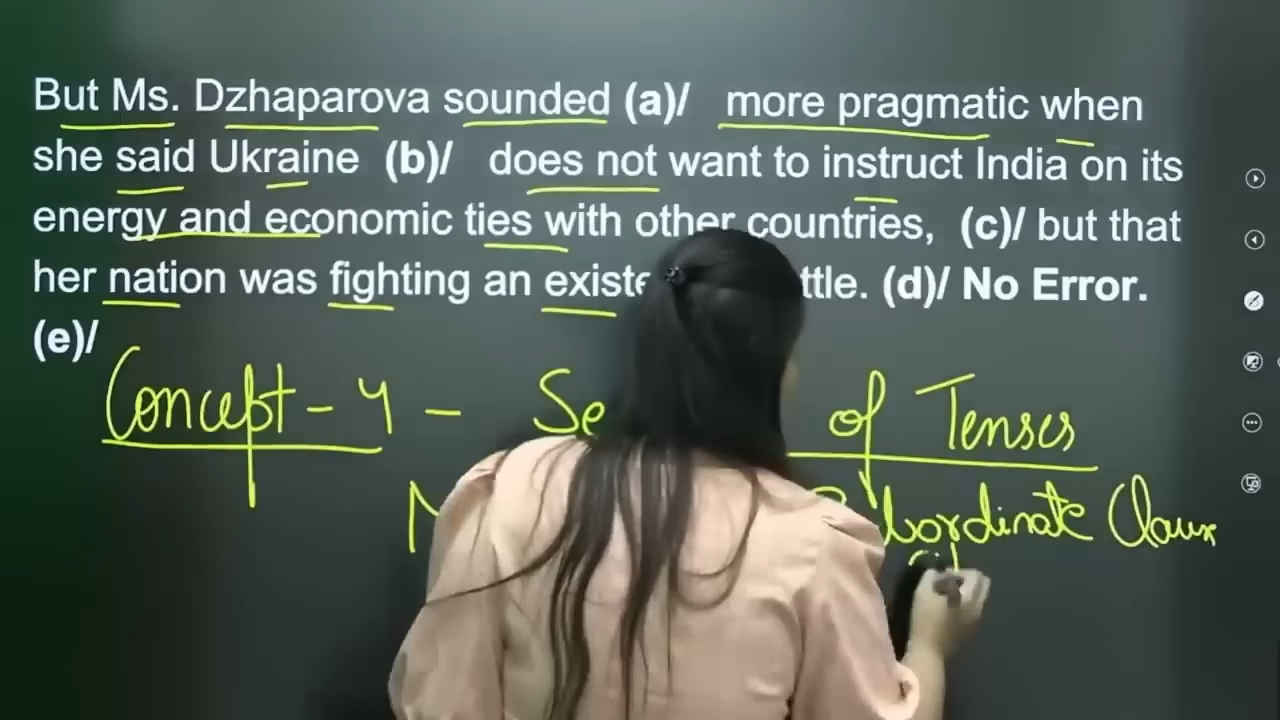 But Ms. Dzhaparova sounded (a)/ more pragmatic when
she said Ukraine (b)/ does not want to instruct India on its
energy and economic ties with other countries, (c)/ but that
her nation was fighting an existe ttle. (d)/ No Error.
(e)/
Concept - 4 - Se of Tenses
bordinate Clause